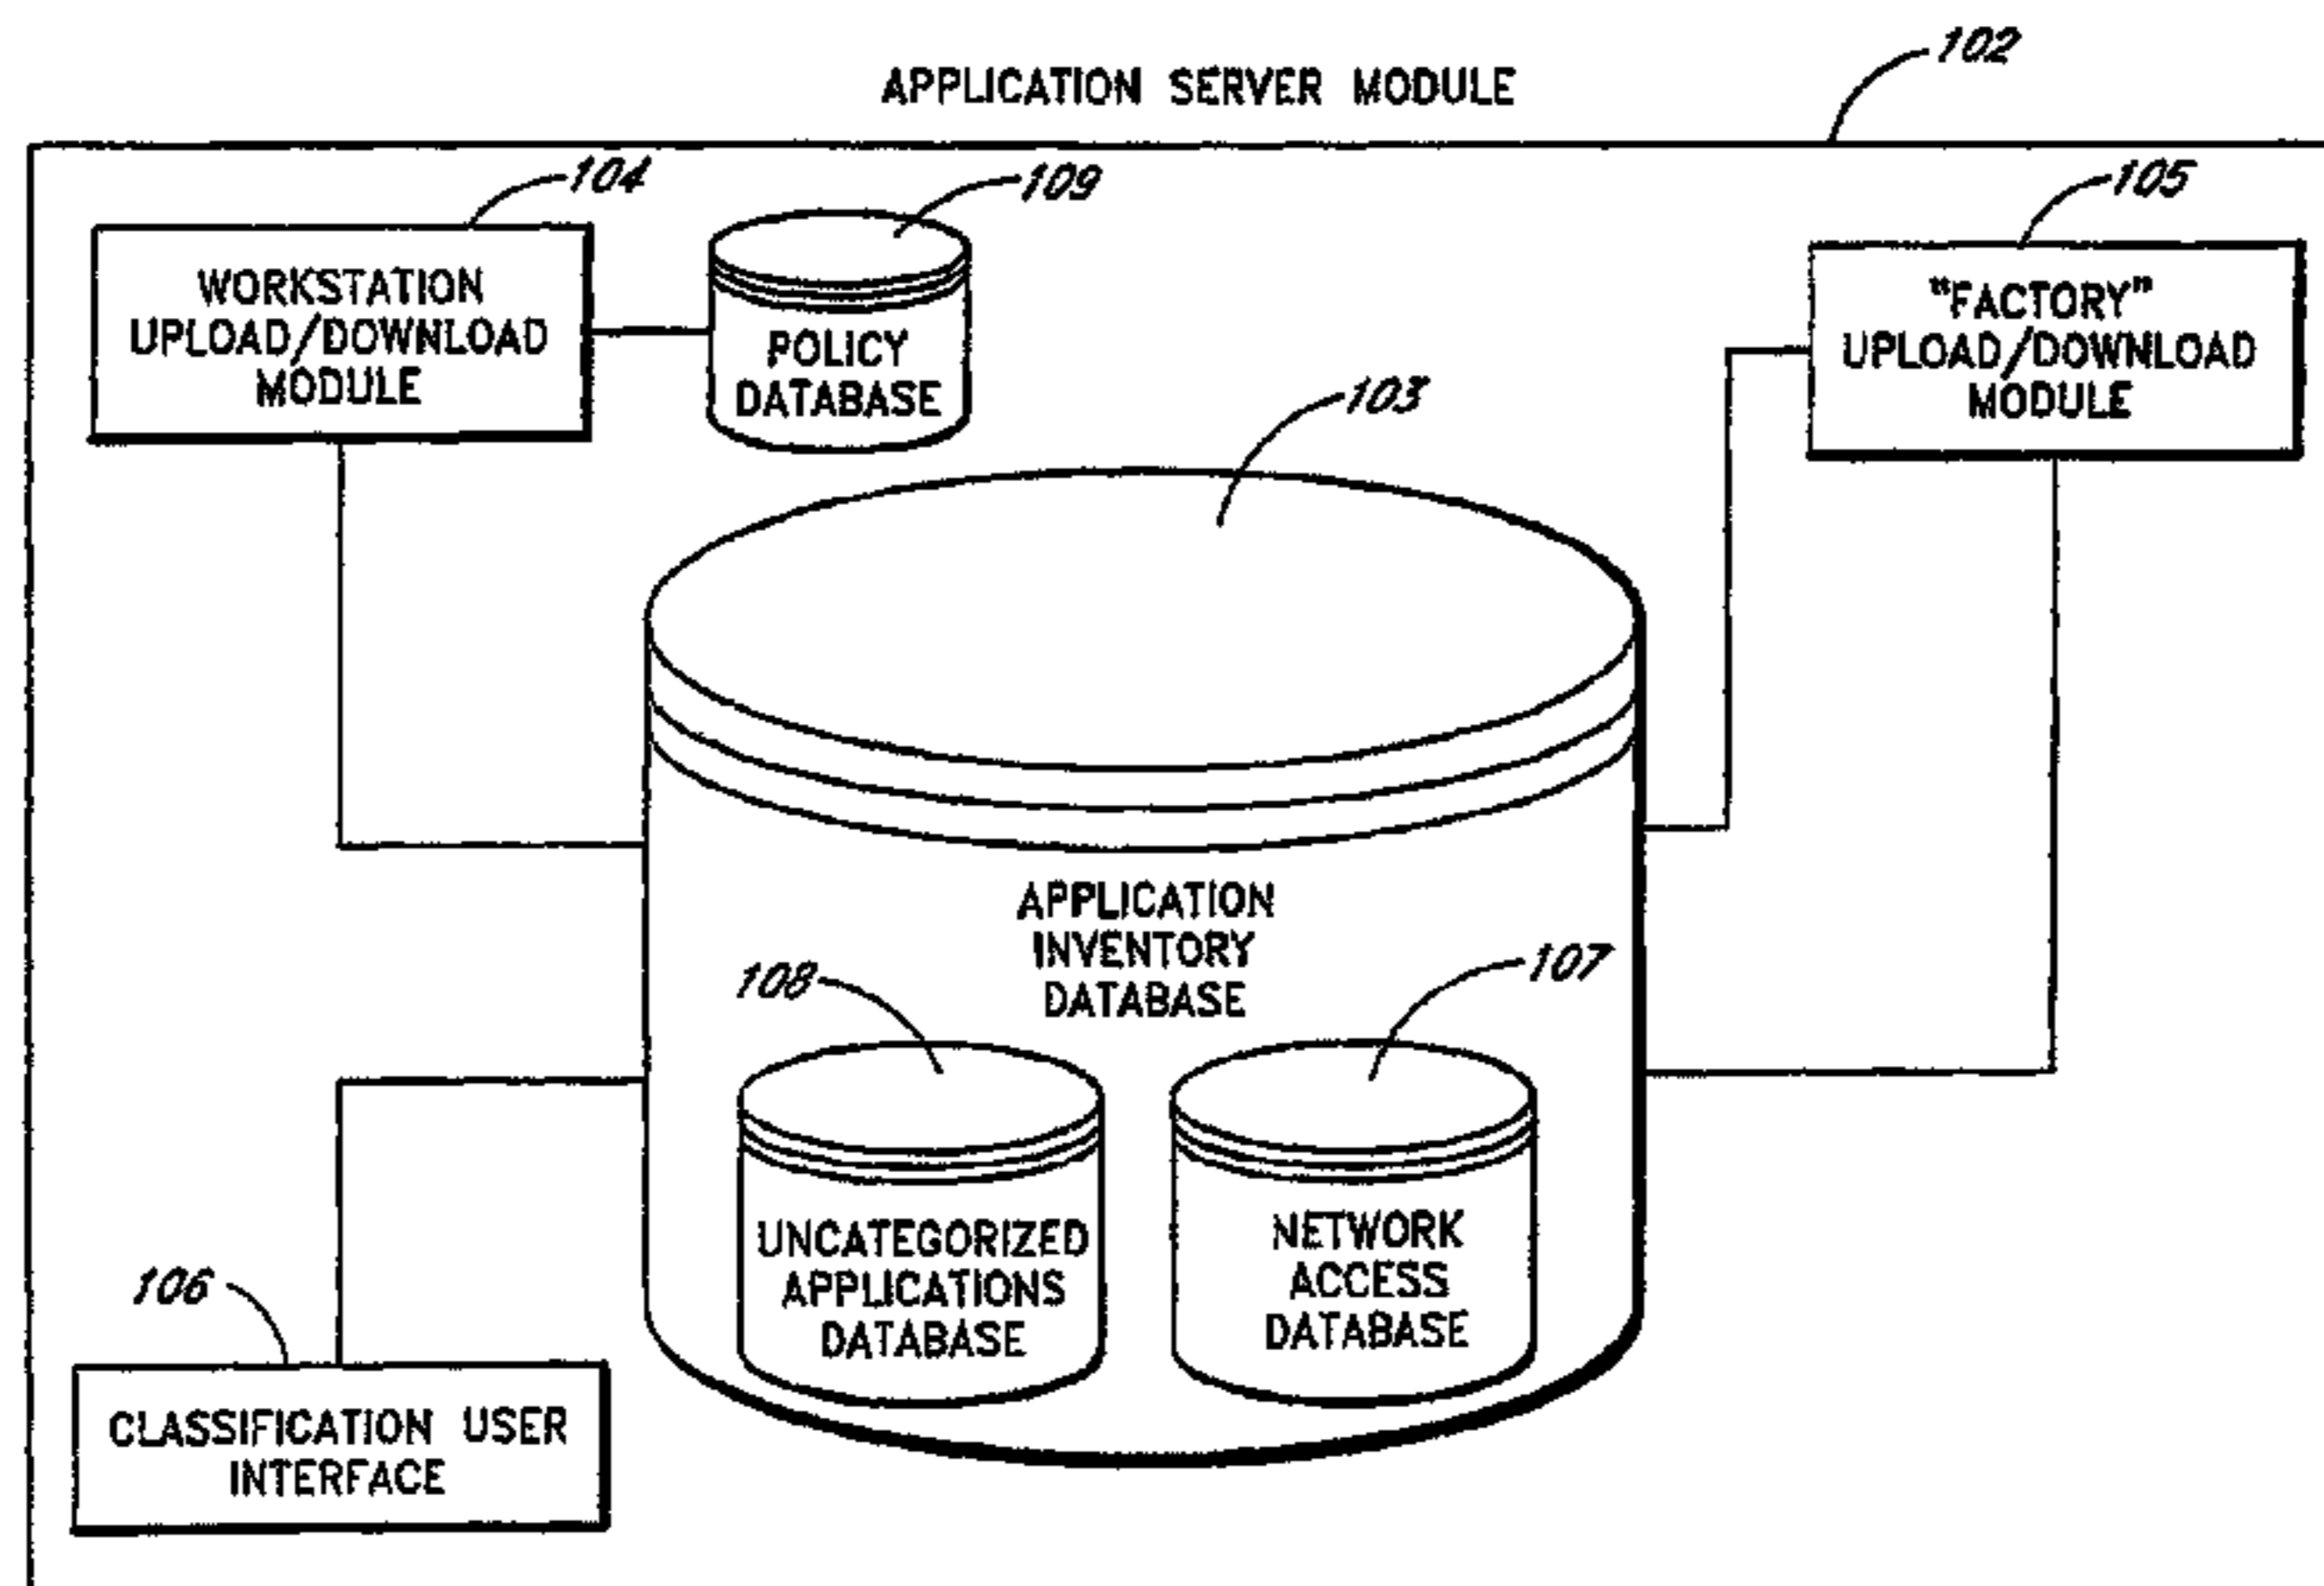 102
APPLICATION SERVER MODULE
104
109
105
WORKSTATION
UPLOAD/DOWNLOAD
MODULE
POLICY
DATABASE
"FACTORY"
UPLOAD/DOWNLOAD
MODULE
103
APPLICATION
INVENTORY
DATABASE
108
107
UNCATEGORIZED
APPLICATIONS
DATABASE
NETWORK
ACCESS
DATABASE
106
CLASSIFICATION USER
INTERFACE